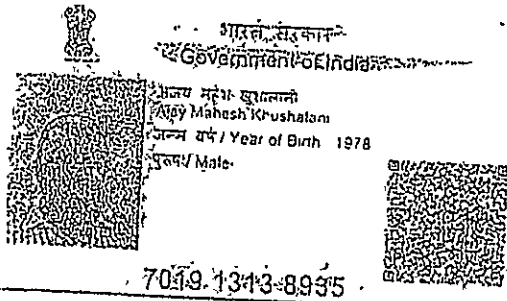 भारत सरकार
Government of India
अजय महेश खुशालानी
Ajay Mahesh Khushalani
जन्म वर्ष / Year of Birth 1978
पुरुष / Male
7019 1313 8935